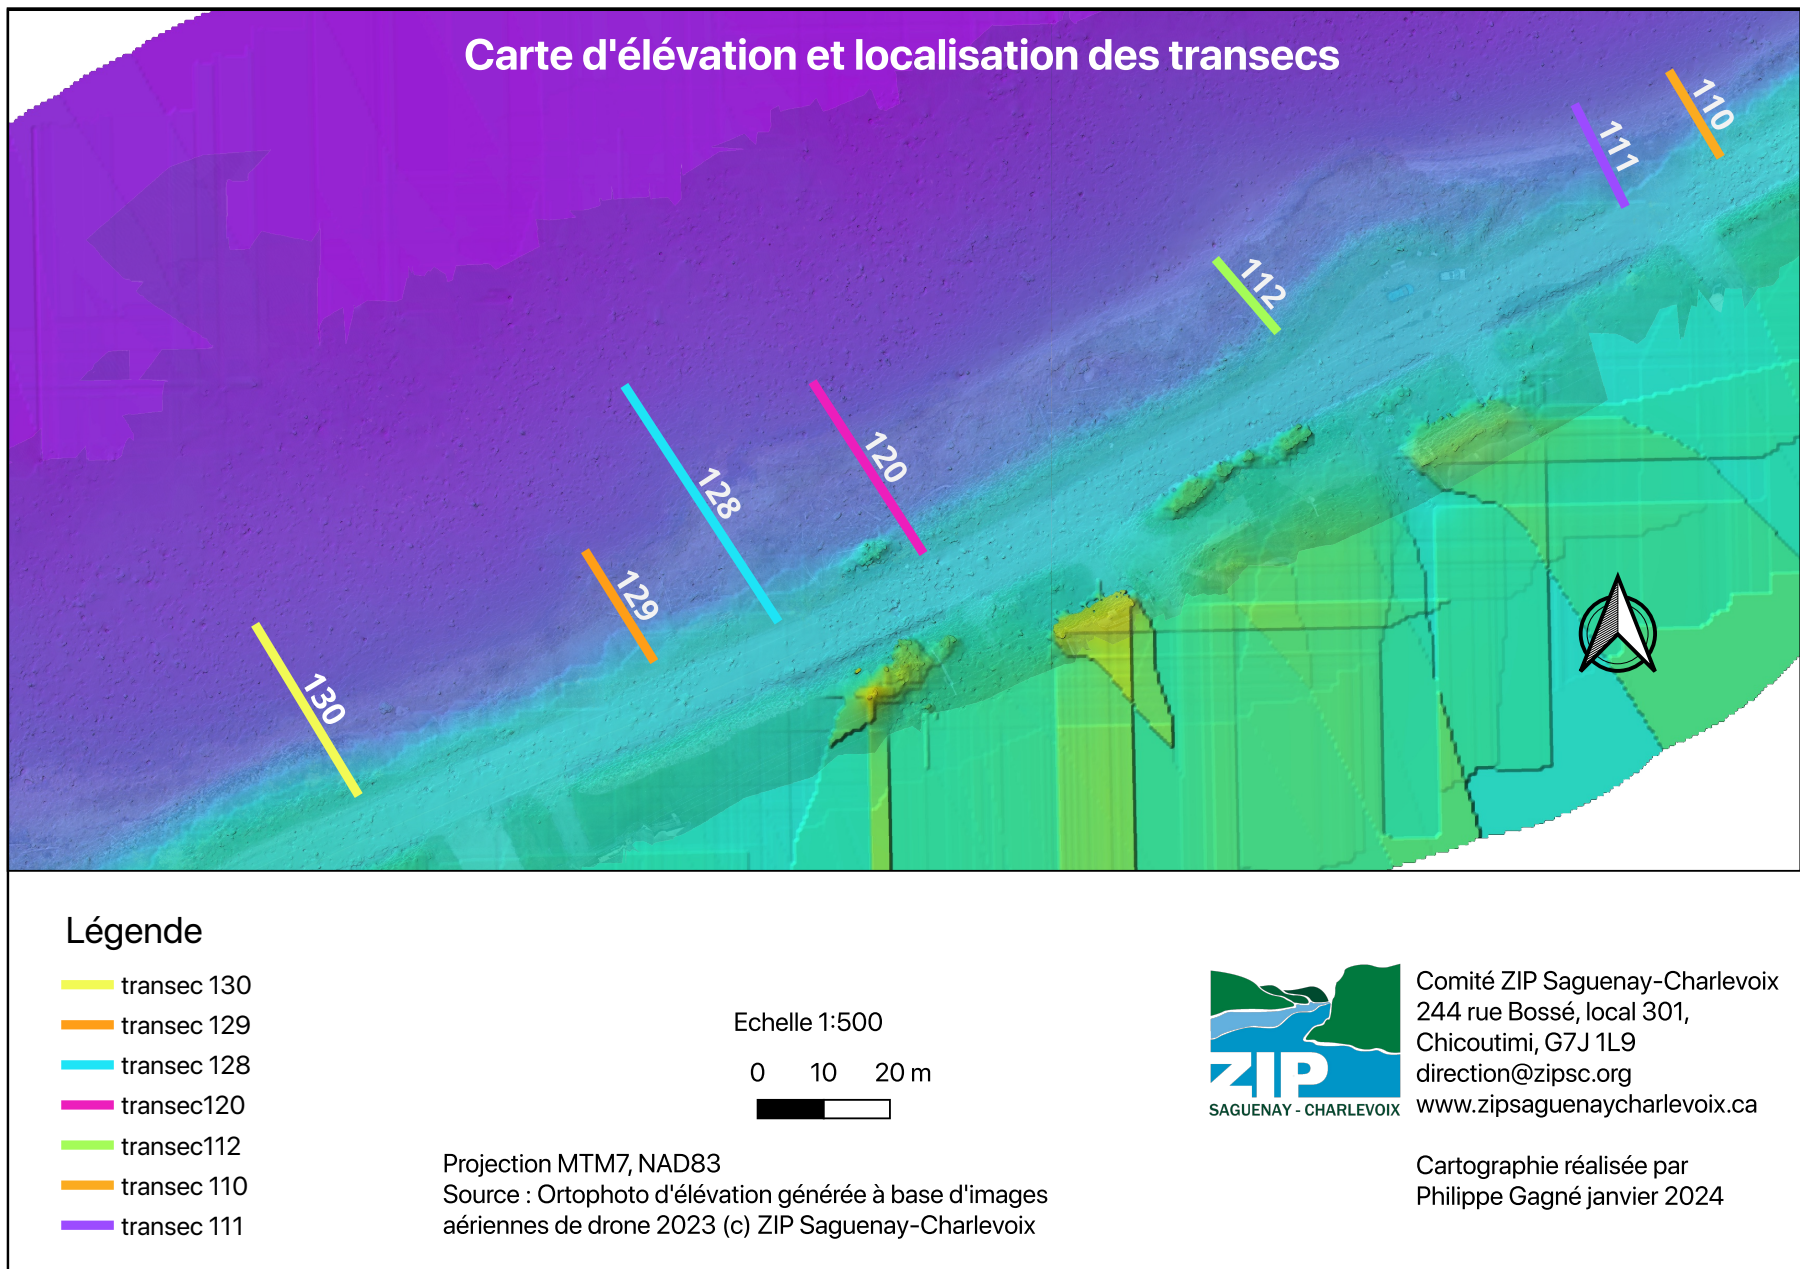 Carte d'élévation et localisation des transecs
110
111
112
120
128
129
130
Légende
transec 130
transec 129
transec 128
transec120
transec112
transec 110
transec 111
Echelle 1:500
0 10 20 m
Projection MTM7, NAD83
Source : Ortophoto d'élévation générée à base d'images
aériennes de drone 2023 (c) ZIP Saguenay-Charlevoix
ZIP
SAGUENAY - CHARLEVOIX
Comité ZIP Saguenay-Charlevoix
244 rue Bossé, local 301,
Chicoutimi, G7J 1L9
direction@zipsc.org
www.zipsaguenaycharlevoix.ca
Cartographie réalisée par
Philippe Gagné janvier 2024